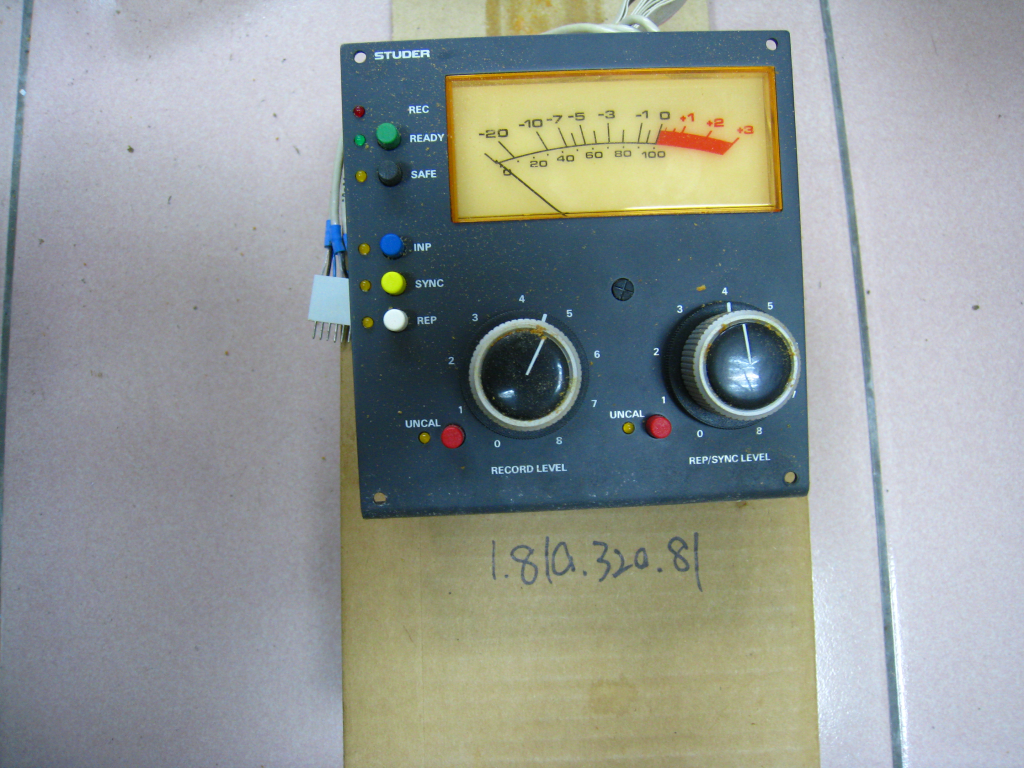 STUDER
REC
READY
SAFE
INP
SYNC
REP
-20 -10 -7 -5 -3 -1 0 +1 +2 +3
0 20 40 60 80 100
0 1 2 3 4 5 6 7 8
UNCAL
RECORD LEVEL
0 1 2 3 4 5 7 8
UNCAL
REP/SYNC LEVEL
1.810.320.81